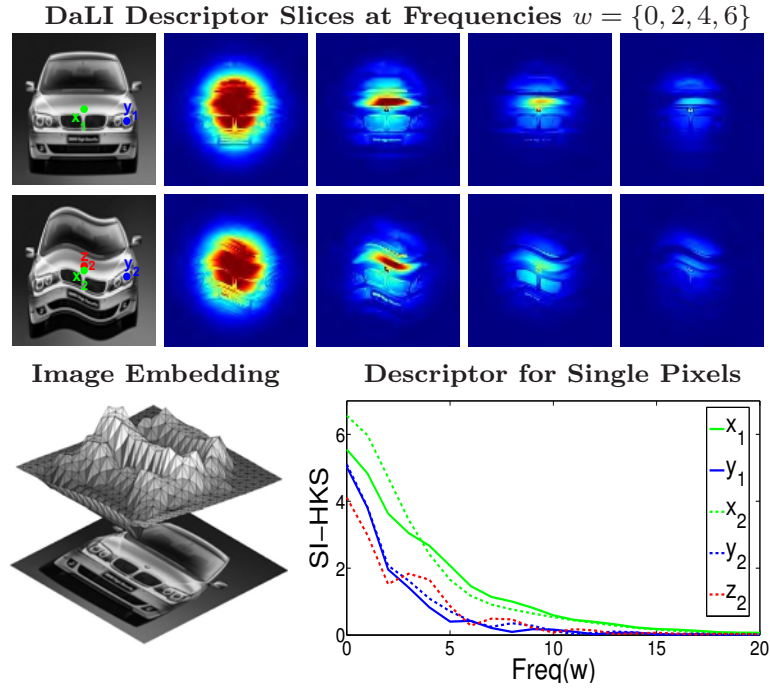 DaLI Descriptor Slices at Frequencies w = {0, 2, 4, 6}
x1
y1
z2
x2
y2
Image Embedding
Descriptor for Single Pixels
SI-HKS
6
4
2
0
x1
y1
x2
y2
z2
0 5 10 15 20
Freq(w)